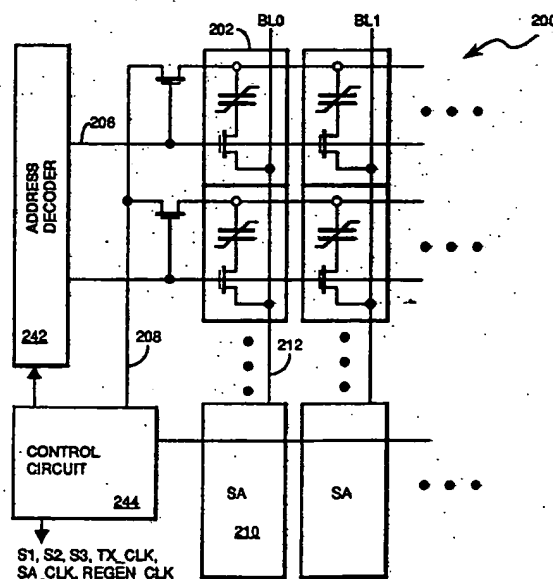 BL0
BL1
200
202
206
ADDRESS
DECODER
242
208
212
CONTROL
CIRCUIT
244
SA
210
SA
S1, S2, S3, TX_CLK,
SA_CLK, REGEN_CLK